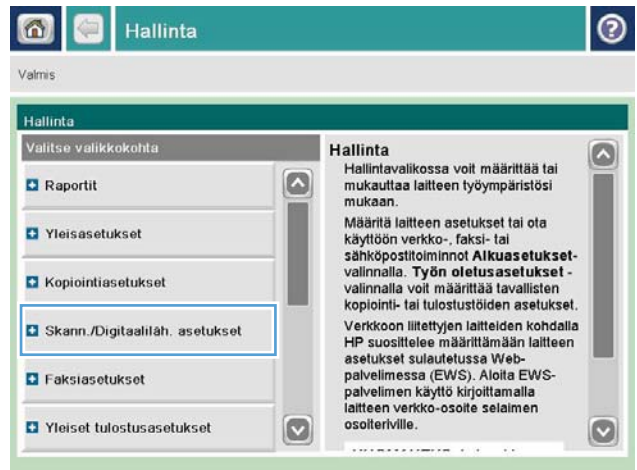 Hallinta
Valmis
Hallinta
Valitse valikkokohta
Raportit
Yleisasetukset
Kopiointiasetukset
Skann./Digitaaliläh. asetukset
Faksiasetukset
Yleiset tulostusasetukset
Hallinta
Hallintavalikossa voit määrittää tai
mukauttaa laitteen työympäristösi
mukaan.
Määritä laitteen asetukset tai ota
käyttöön verkko-, faksi- tai
sähköpostitoiminnot Alkuasetukset-
valinnalla. Työn oletusasetukset -
valinnalla voit määrittää tavallisten
kopiointi- tai tulostustöiden asetukset.
Verkkoon liitettyjen laitteiden kohdalla
HP suosittelee määrittämään laitteen
asetukset sulautetussa Web-
palvelimessa (EWS). Aloita EWS-
palvelimen käyttö kirjoittamalla
laitteen verkko-osoite selaimen
osoiteriville.